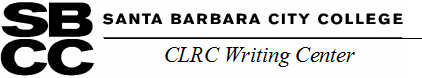 SB
CC
SANTA BARBARA CITY COLLEGE
CLRC Writing Center